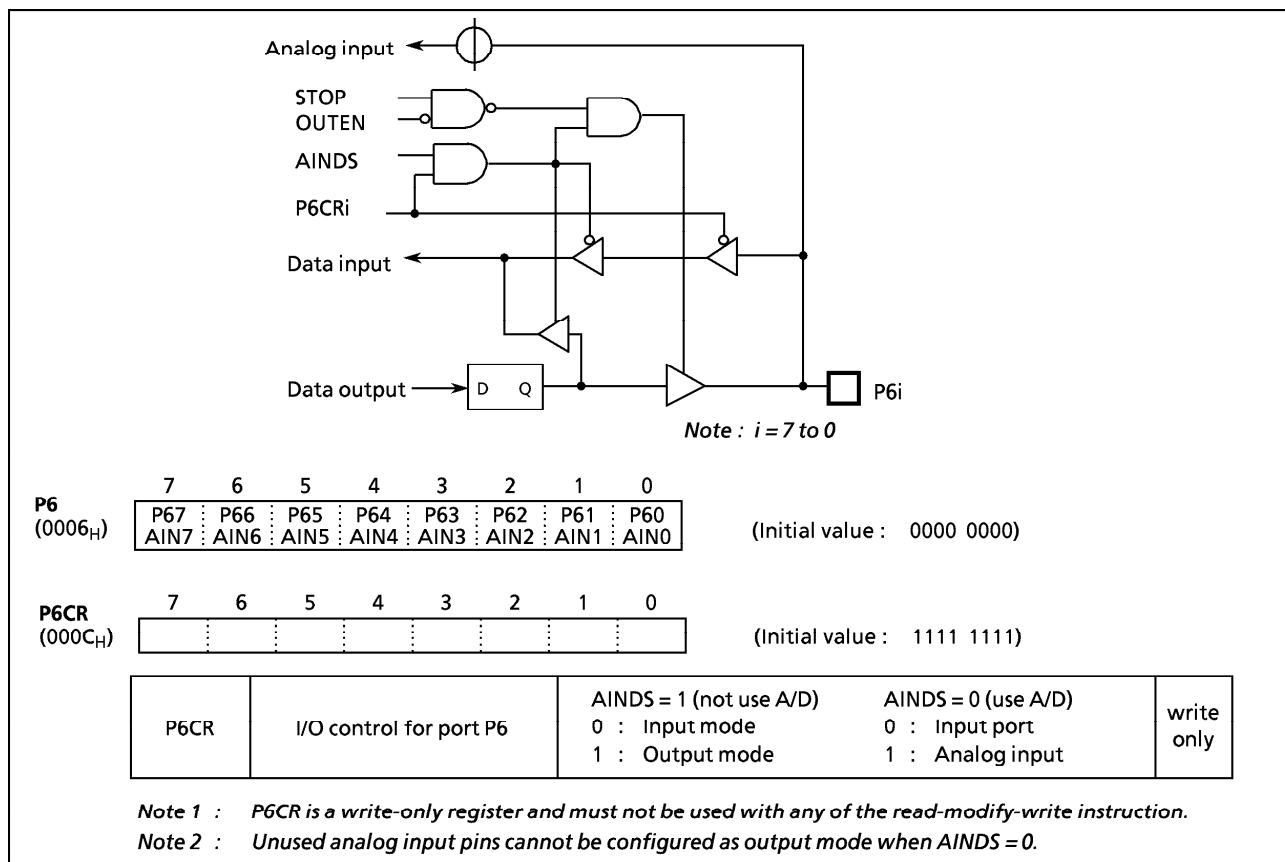 Analog input
STOP
OUTEN
AINDS
P6CRi
Data input
Data output
D Q
P6i
Note : i = 7 to 0
7 6 5 4 3 2 1 0
P6
(0006H)
P67 P66 P65 P64 P63 P62 P61 P60
AIN7 AIN6 AIN5 AIN4 AIN3 AIN2 AIN1 AIN0
(Initial value : 0000 0000)
7 6 5 4 3 2 1 0
P6CR
(000CH)
(Initial value : 1111 1111)
P6CR
I/O control for port P6
AINDS = 1 (not use A/D)
0 : Input mode
1 : Output mode
AINDS = 0 (use A/D)
0 : Input port
1 : Analog input
write
only
Note 1 : P6CR is a write-only register and must not be used with any of the read-modify-write instruction.
Note 2 : Unused analog input pins cannot be configured as output mode when AINDS = 0.